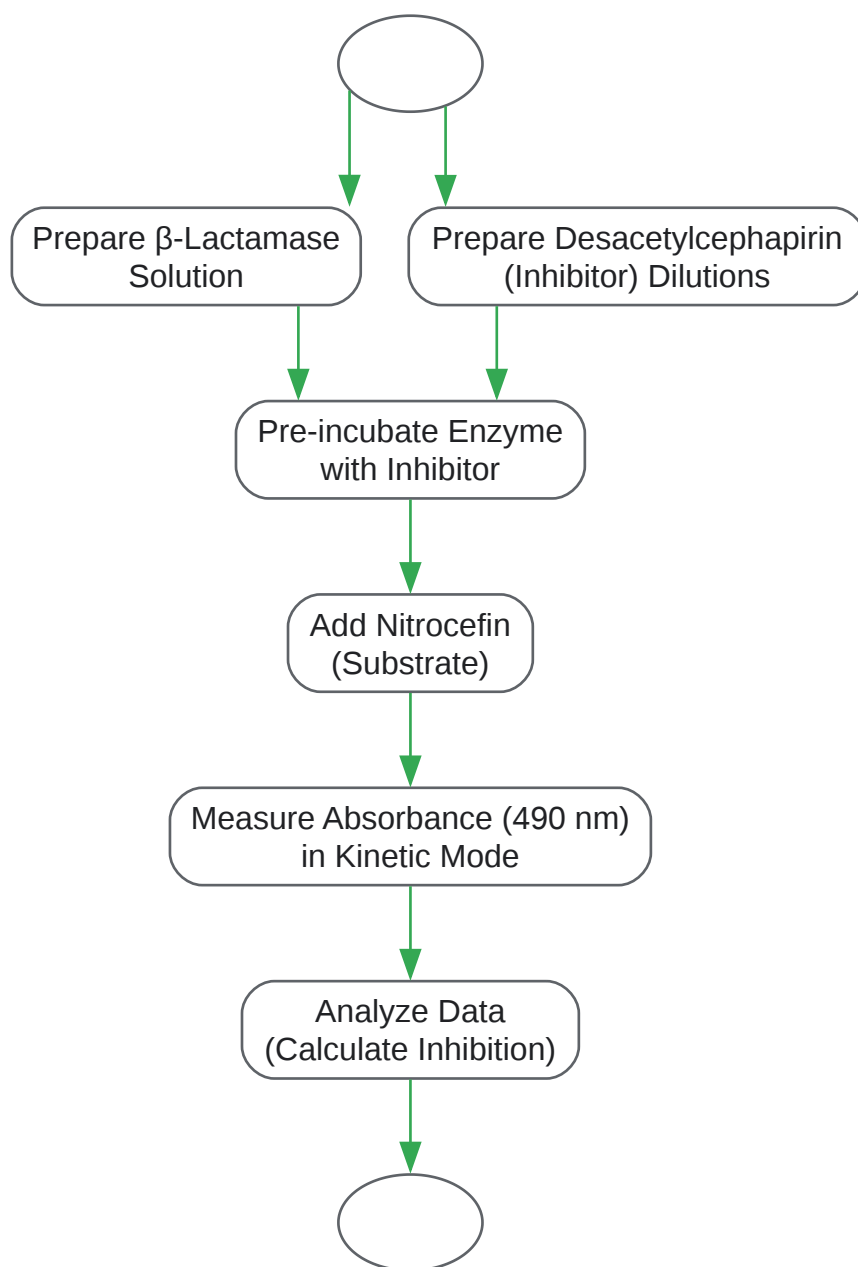 Prepare β-Lactamase
Solution
Prepare Desacetylcephapirin
(Inhibitor) Dilutions
Pre-incubate Enzyme
with Inhibitor
Add Nitrocefin
(Substrate)
Measure Absorbance (490 nm)
in Kinetic Mode
Analyze Data
(Calculate Inhibition)